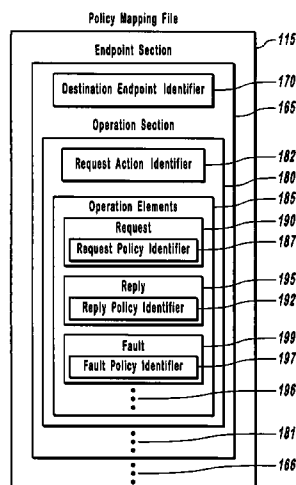 Policy Mapping File
115
Endpoint Section
170
Destination Endpoint Identifier
165
Operation Section
182
Request Action Identifier
180
185
Operation Elements
190
Request
187
Request Policy Identifier
195
Reply
192
Reply Policy Identifier
199
Fault
197
Fault Policy Identifier
196
181
166